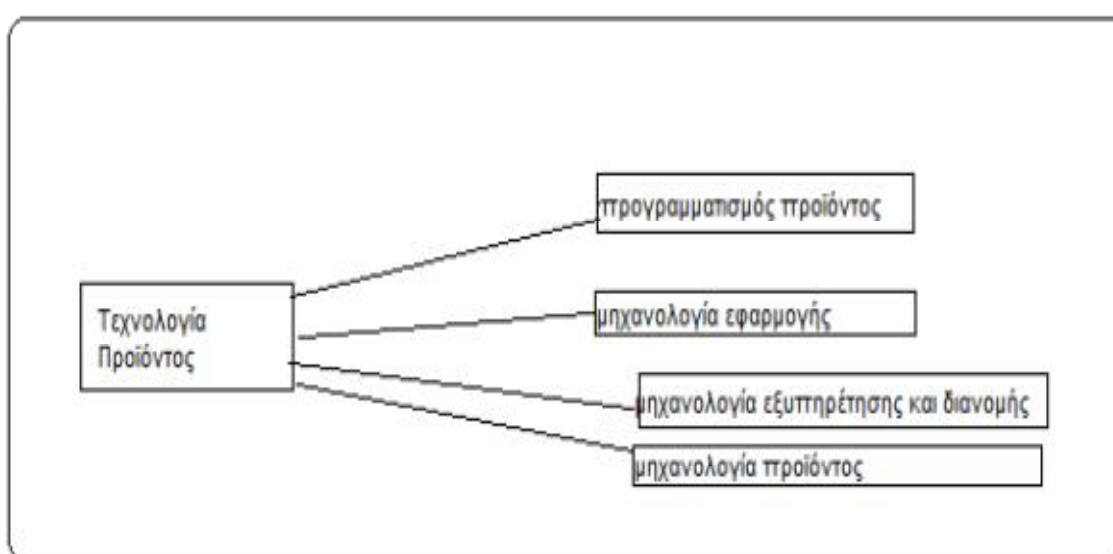 προγραμματισμός προϊόντος
Τεχνολογία
Προϊόντος
μηχανολογία εφαρμογής
μηχανολογία εξυπηρέτησης και διανομής
μηχανολογία προϊόντος